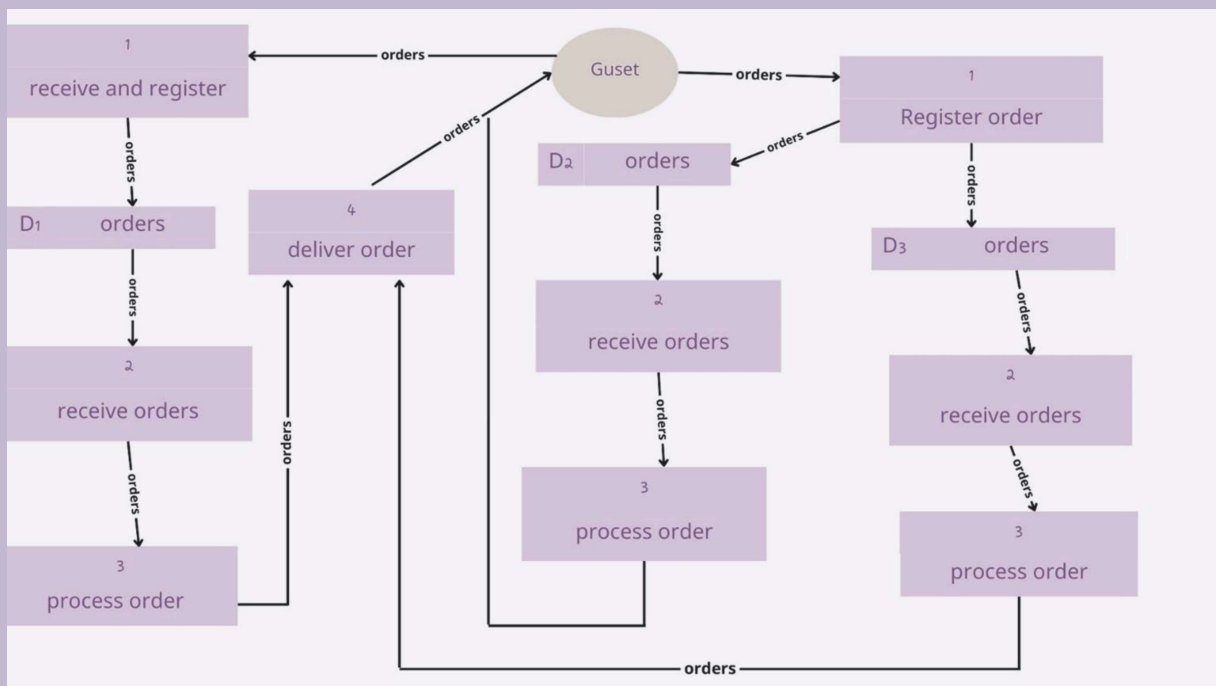 1
receive and register
orders
Guset
orders
1
Register order
orders
orders
orders
orders
D2 orders
D1 orders
4
deliver order
orders
D3 orders
orders
2
receive orders
orders
2
receive orders
orders
2
receive orders
orders
orders
orders
3
process order
3
process order
3
process order
orders